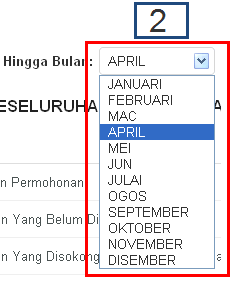 2
Hingga Bulan: APRIL
JANUARI
FEBRUARI
MAC
APRIL
MEI
JUN
JULAI
OGOS
SEPTEMBER
OKTOBER
NOVEMBER
DISEMBER
ESELURUHA
n Permohonan
n Yang Belum Di
n Yang Disokong